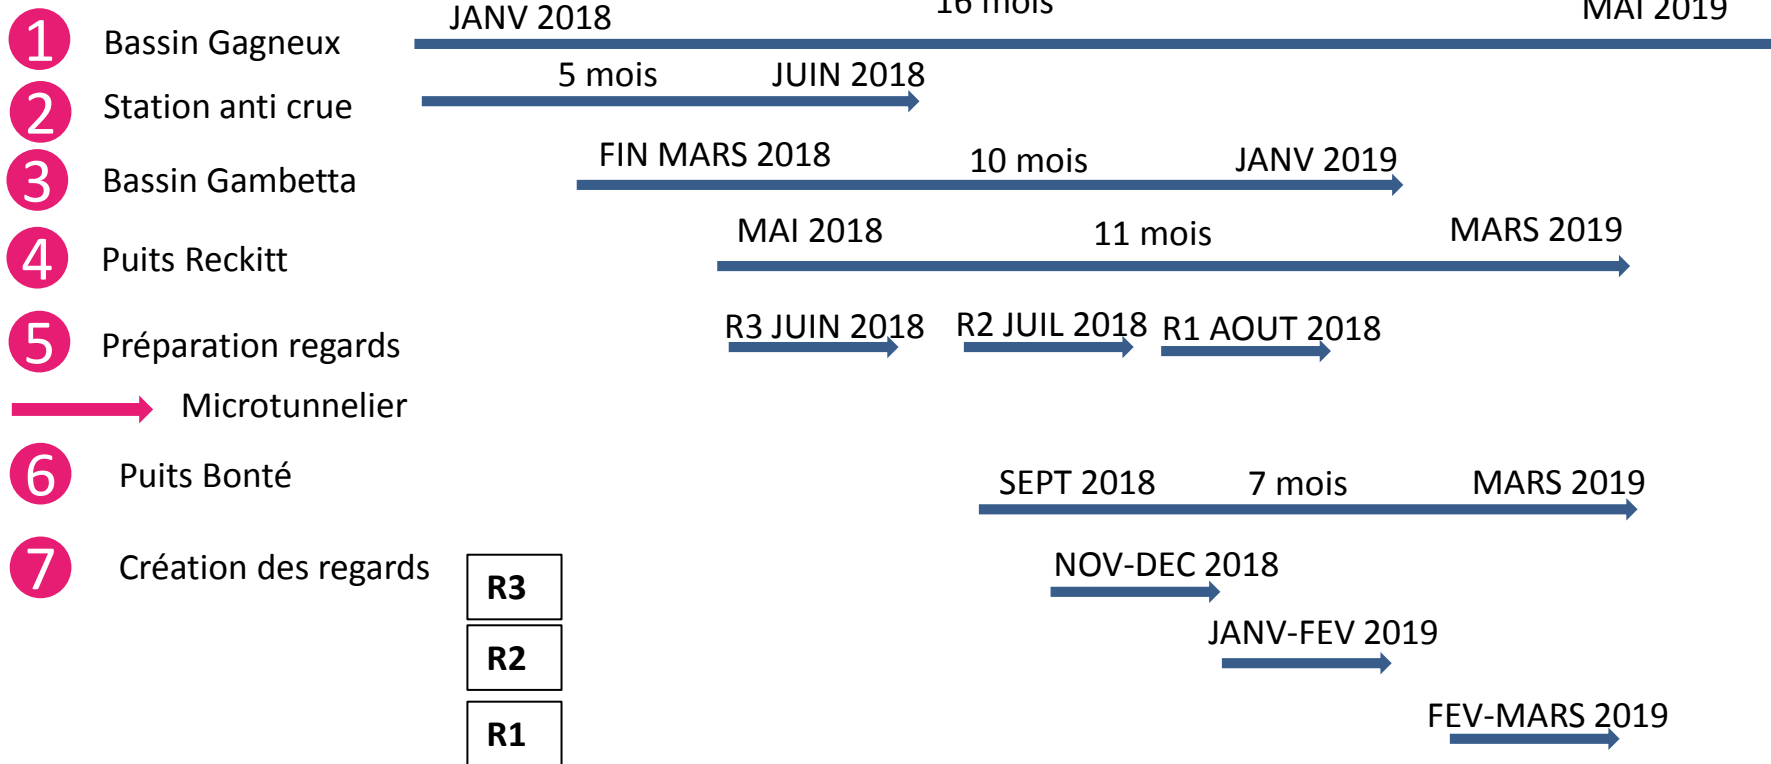 JANV 2018 16 mois MAI 2019
1 Bassin Gagneux
5 mois JUIN 2018
2 Station anti crue
FIN MARS 2018 10 mois JANV 2019
3 Bassin Gambetta
MAI 2018 11 mois MARS 2019
4 Puits Reckitt
R3 JUIN 2018 R2 JUIL 2018 R1 AOUT 2018
5 Préparation regards
Microtunnelier
6 Puits Bonté
SEPT 2018 7 mois MARS 2019
7 Création des regards
NOV-DEC 2018
R3
JANV-FEV 2019
R2
FEV-MARS 2019
R1